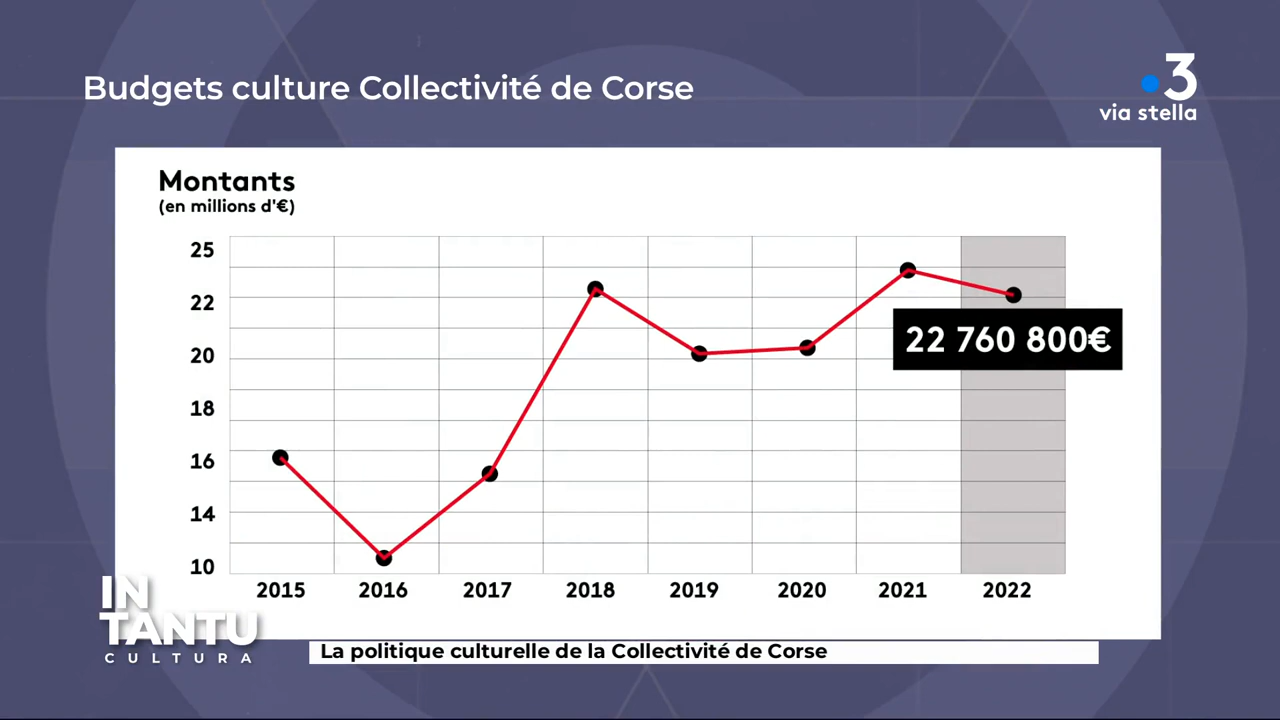 Budgets culture Collectivité de Corse
3
via stella
Montants
(en millions d'€)
25
22
20
18
16
14
10
22 760 800€
2015 2016 2017 2018 2019 2020 2021 2022
IN
TANTU
CULTURA
La politique culturelle de la Collectivité de Corse